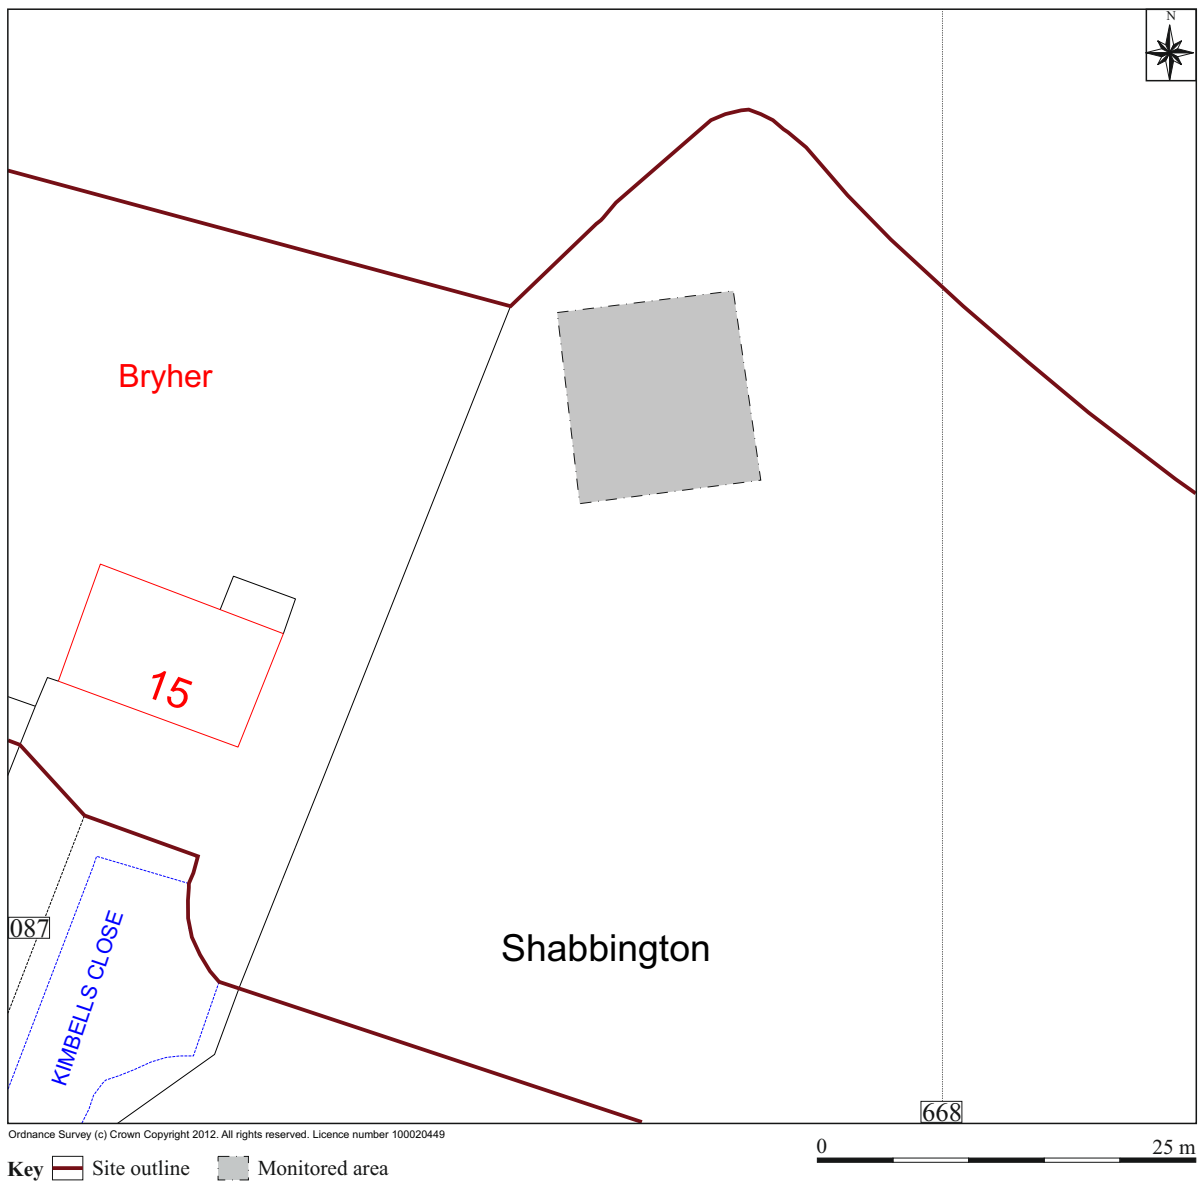 N
Bryher
15
087
KIMBELLS CLOSE
Shabbington
668
Ordnance Survey (c) Crown Copyright 2012. All rights reserved. Licence number 100020449
Key Site outline Monitored area
0 25 m